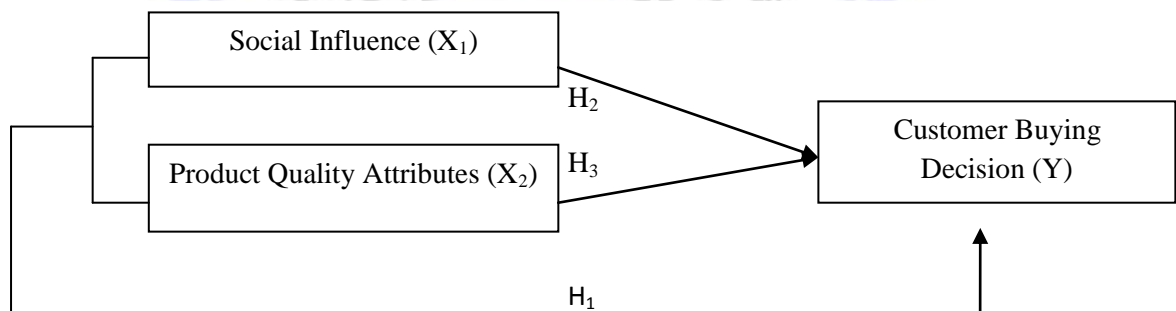 Social Influence (X₁)
H₂
Customer Buying
Decision (Y)
Product Quality Attributes (X₂)
H₃
H₁